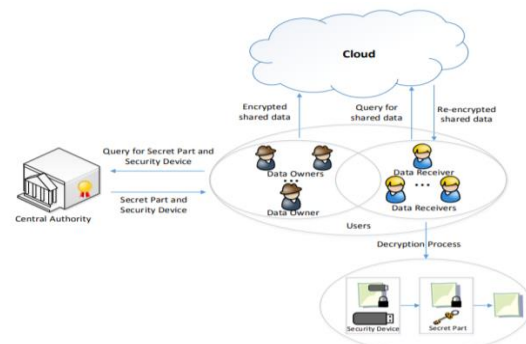 Cloud
Encrypted
shared data
Query for
shared data
Re-encrypted
shared data
Query for Secret Part and
Security Device
Data Owners
Data Receiver
Secret Part and
Security Device
Central Authority
Data Owner
Data Receivers
Users
Decryption Process
Security Device
Secret Part